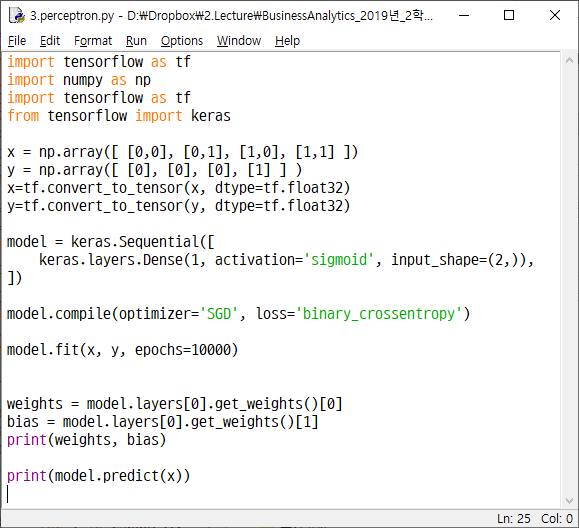 3.perceptron.py - D:₩Dropbox₩2.Lecture₩BusinessAnalytics_2019년_2학...
File Edit Format Run Options Window Help
import tensorflow as tf
import numpy as np
import tensorflow as tf
from tensorflow import keras

x = np.array([ [0,0], [0,1], [1,0], [1,1] ])
y = np.array([ [0], [0], [0], [1] ] )
x=tf.convert_to_tensor(x, dtype=tf.float32)
y=tf.convert_to_tensor(y, dtype=tf.float32)

model = keras.Sequential([
    keras.layers.Dense(1, activation='sigmoid', input_shape=(2,)),
])

model.compile(optimizer='SGD', loss='binary_crossentropy')

model.fit(x, y, epochs=10000)


weights = model.layers[0].get_weights()[0]
bias = model.layers[0].get_weights()[1]
print(weights, bias)

print(model.predict(x))
Ln: 25 Col: 0